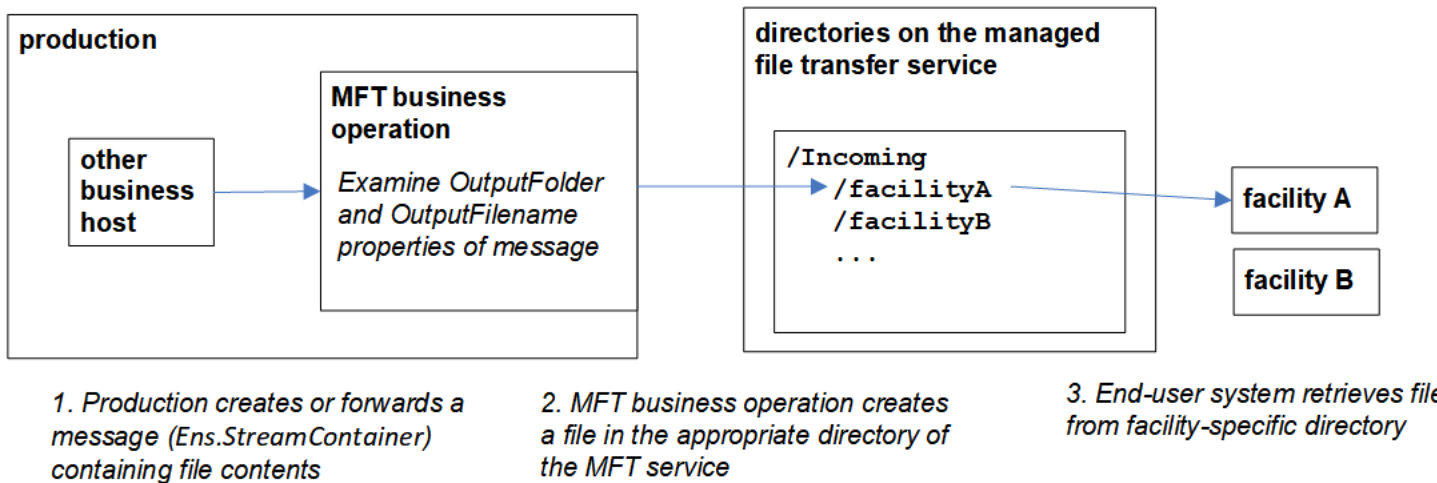 production
MFT business
operation
other
business
host
Examine OutputFolder
and OutputFilename
properties of message
directories on the managed
file transfer service
/Incoming
/facilityA
/facilityB
...
facility A
facility B
1. Production creates or forwards a
message (Ens.StreamContainer)
containing file contents
2. MFT business operation creates
a file in the appropriate directory of
the MFT service
3. End-user system retrieves file
from facility-specific directory